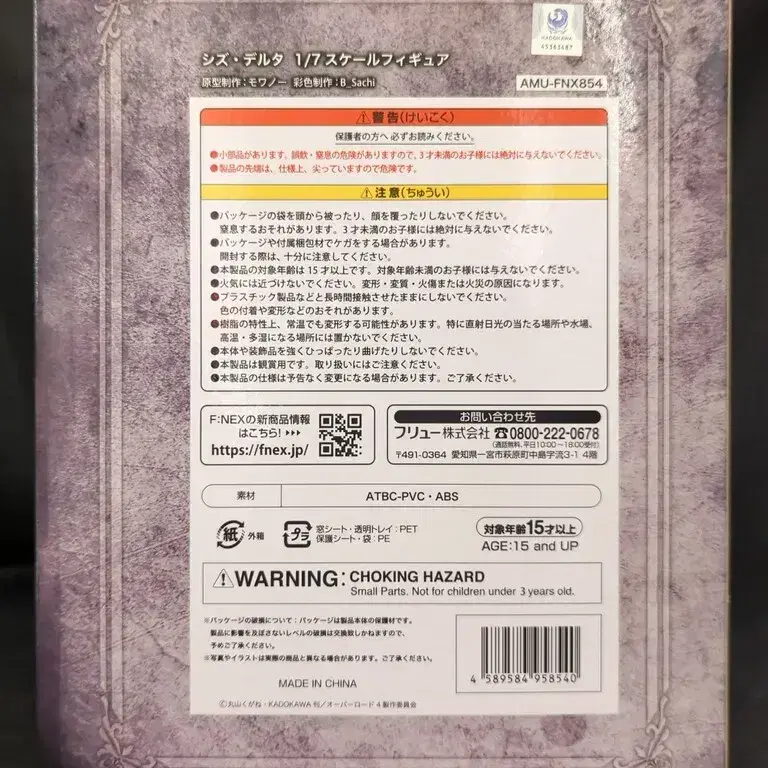 KADOKAWA
シズ・デルタ 1/7スケールフィギュア
原型制作：モワノー 彩色制作：B_Sachi
AMU-FNX854
⚠警告(けいこく)
保護者の方へ必ずお読みください。
●小部品があります。誤飲・窒息の危険がありますので、3才未満のお子様には絶対に与えないでください。
●製品の先端は、仕様上、尖っていますので危険です。
⚠注意(ちゅうい)
●パッケージの袋を頭から被ったり、顔を覆ったりしないでください。
窒息するおそれがあります。3才未満のお子様には絶対に与えないでください。
●パッケージや付属梱包材でケガをする場合があります。
開封する際は、十分に注意してください。
●本製品の対象年齢は15才以上です。対象年齢未満のお子様には与えないでください。
●火気には近づけないでください。変形・変質・火傷または火災の原因になります。
●プラスチック製品などと長時間接触させたままにしないでください。
色の付着や変形などのおそれがあります。
●樹脂の特性上、常温でも変形する可能性があります。特に直射日光の当たる場所や水場、
高温・多湿になる場所には置かないでください。
●本体や装飾品を強くひっぱったり曲げたりしないでください。
●本製品は観賞用です。取り扱いにはご注意ください。
●本製品の仕様は予告なく変更になる場合があります。ご了承ください。
F:NEXの新商品情報
はこちら! ▸▸▸
https://fnex.jp/
お問い合わせ先
フリュー株式会社 ☎0800-222-0678
(通話無料、平日10:00～18:00受付)
〒491-0364 愛知県一宮市萩原町中島字流3-1 4階
素材 ATBC-PVC・ABS
紙 外箱
プラ 窓シート・透明トレイ：PET
保護シート・袋：PE
対象年齢15才以上
AGE:15 and UP
⚠WARNING: CHOKING HAZARD
Small Parts. Not for children under 3 years old.
※パッケージの破損について：パッケージは製品本体の保護材です。
製品に影響を及ぼさないレベルの破損は交換致しかねますので、
予めご了承ください。
※写真やイラストは実際の商品と異なる場合があります。ご了承ください。
4 589584 958540
MADE IN CHINA
©丸山くがね・KADOKAWA刊／オーバーロード4製作委員会